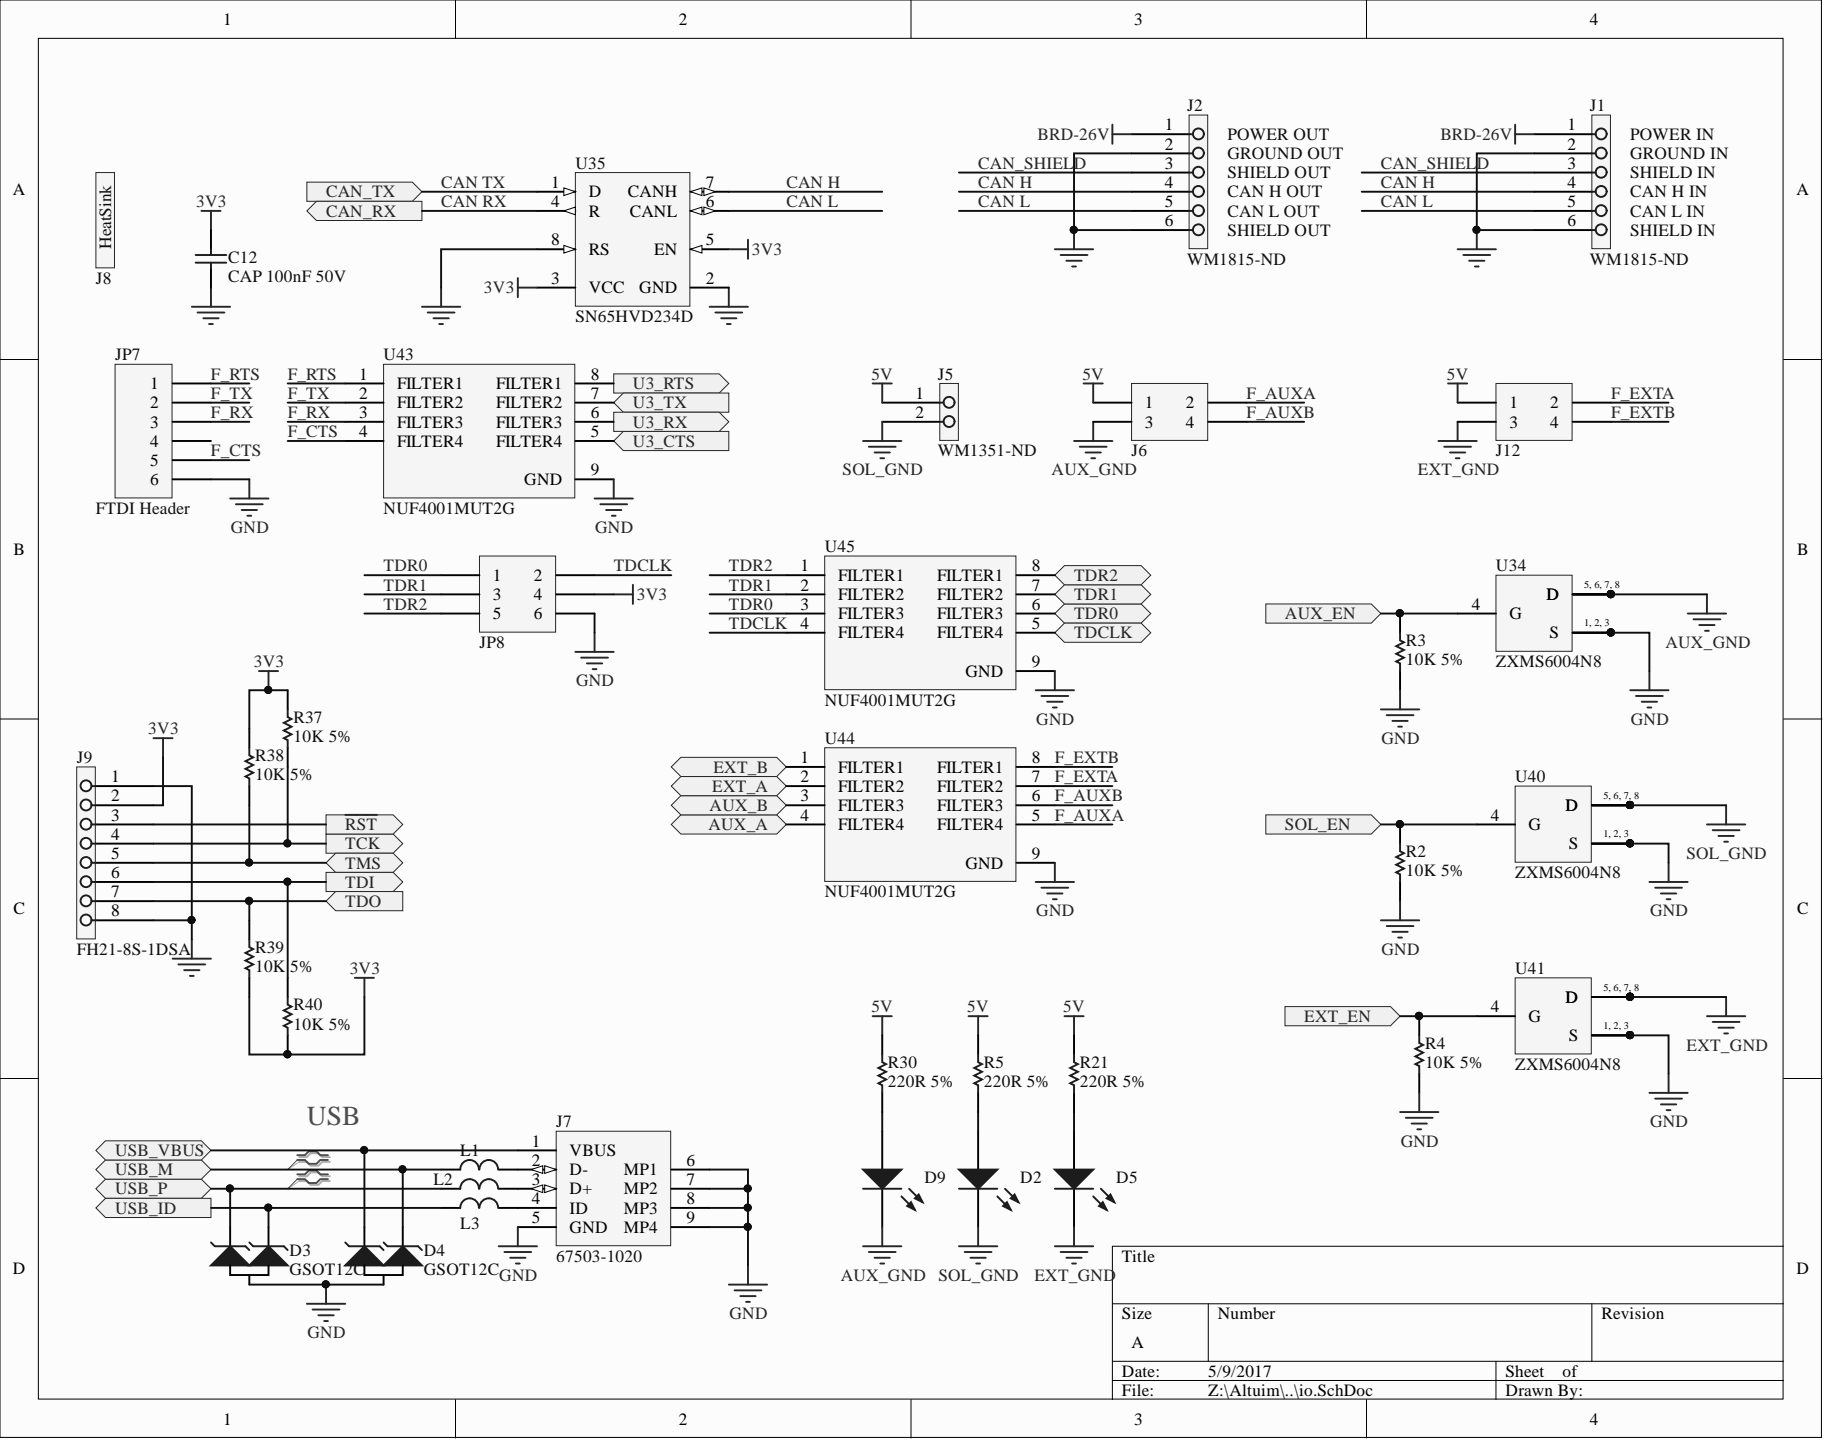 1 2 3 4
A A
HeatSink
J8
3V3
C12
CAP 100nF 50V
U35
CAN_TX CAN TX 1 D CANH 7 CAN H
CAN_RX CAN RX 4 R CANL 6 CAN L
8 RS EN 5 3V3
3V3 3 VCC GND 2
SN65HVD234D
J2
BRD-26V 1 POWER OUT
2 GROUND OUT
CAN_SHIELD 3 SHIELD OUT
CAN H 4 CAN H OUT
CAN L 5 CAN L OUT
6 SHIELD OUT
WM1815-ND
J1
BRD-26V 1 POWER IN
2 GROUND IN
CAN_SHIELD 3 SHIELD IN
CAN H 4 CAN H IN
CAN L 5 CAN L IN
6 SHIELD IN
WM1815-ND
JP7
1 F_RTS
2 F_TX
3 F_RX
4
5 F_CTS
6
FTDI Header
GND
U43
F_RTS 1 FILTER1 FILTER1 8 U3_RTS
F_TX 2 FILTER2 FILTER2 7 U3_TX
F_RX 3 FILTER3 FILTER3 6 U3_RX
F_CTS 4 FILTER4 FILTER4 5 U3_CTS
GND 9
NUF4001MUT2G
GND
5V J5
1
2
WM1351-ND
SOL_GND
5V
1 2 F_AUXA
3 4 F_AUXB
J6
AUX_GND
5V
1 2 F_EXTA
3 4 F_EXTB
J12
EXT_GND
B B
TDR0 1 2 TDCLK
TDR1 3 4 3V3
TDR2 5 6
JP8
GND
U45
TDR2 1 FILTER1 FILTER1 8 TDR2
TDR1 2 FILTER2 FILTER2 7 TDR1
TDR0 3 FILTER3 FILTER3 6 TDR0
TDCLK 4 FILTER4 FILTER4 5 TDCLK
GND 9
NUF4001MUT2G
GND
U34
AUX_EN 4 G D 5, 6, 7, 8
S 1, 2, 3
AUX_GND
R3
10K 5%
ZXMS6004N8
GND
GND
3V3
R37
10K 5%
R38
10K 5%
3V3
J9
1
2
3 RST
4 TCK
5 TMS
6 TDI
7 TDO
8
FH21-8S-1DSA
R39
10K 5%
3V3
R40
10K 5%
U44
EXT_B 1 FILTER1 FILTER1 8 F_EXTB
EXT_A 2 FILTER2 FILTER2 7 F_EXTA
AUX_B 3 FILTER3 FILTER3 6 F_AUXB
AUX_A 4 FILTER4 FILTER4 5 F_AUXA
GND 9
NUF4001MUT2G
GND
U40
SOL_EN 4 G D 5, 6, 7, 8
S 1, 2, 3
SOL_GND
R2
10K 5%
ZXMS6004N8
GND
GND
C C
U41
EXT_EN 4 G D 5, 6, 7, 8
S 1, 2, 3
EXT_GND
R4
10K 5%
ZXMS6004N8
GND
GND
5V 5V 5V
R30
220R 5%
R5
220R 5%
R21
220R 5%
D9 D2 D5
AUX_GND SOL_GND EXT_GND
USB
J7
USB_VBUS 1 VBUS
USB_M L1 2 D- MP1 6
USB_P L2 3 D+ MP2 7
USB_ID L3 4 ID MP3 8
5 GND MP4 9
67503-1020
D3
GSOT12C
D4
GSOT12C
GND
GND
GND
D D
Title
Size Number Revision
A
Date: 5/9/2017 Sheet of
File: Z:\Altuim\..\io.SchDoc Drawn By:
1 2 3 4